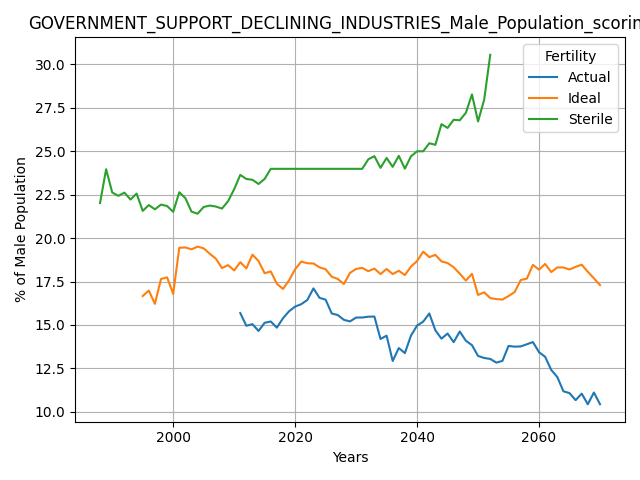 GOVERNMENT_SUPPORT_DECLINING_INDUSTRIES_Male_Population_scorin
Fertility
Actual
Ideal
Sterile
% of Male Population
30.0
27.5
25.0
22.5
20.0
17.5
15.0
12.5
10.0
2000
2020
2040
2060
Years